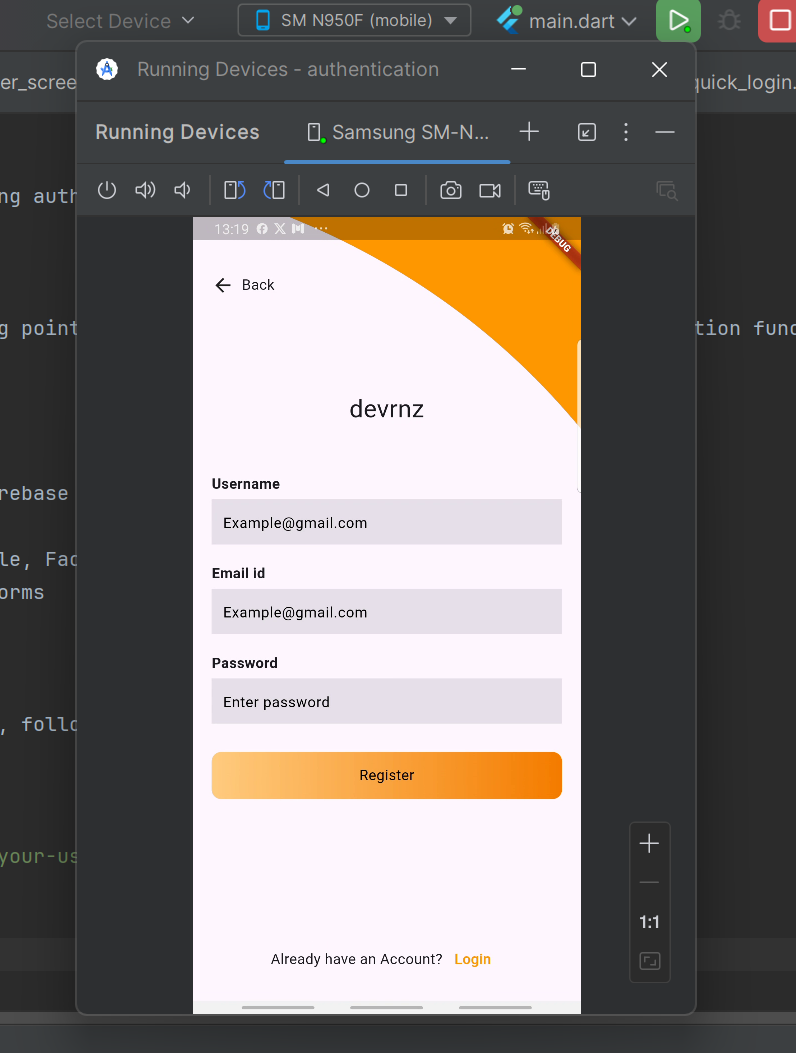 Select Device
SM N950F (mobile)
main.dart
Running Devices - authentication
er_scree
quick_login.
Running Devices
Samsung SM-N...
ng auth
13:19
DEBUG
Back
g point
tion func
devrnz
Username
rebase
Example@gmail.com
le, Fac
Email id
orms
Example@gmail.com
Password
Enter password
, follo
Register
your-us
1:1
Already have an Account? Login